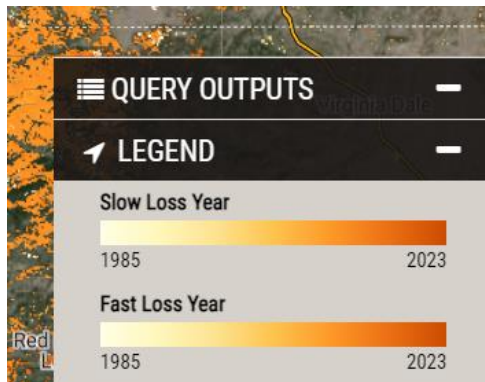 QUERY OUTPUTS
Virginia Dale
LEGEND
Slow Loss Year
1985 2023
Fast Loss Year
1985 2023
Red
L